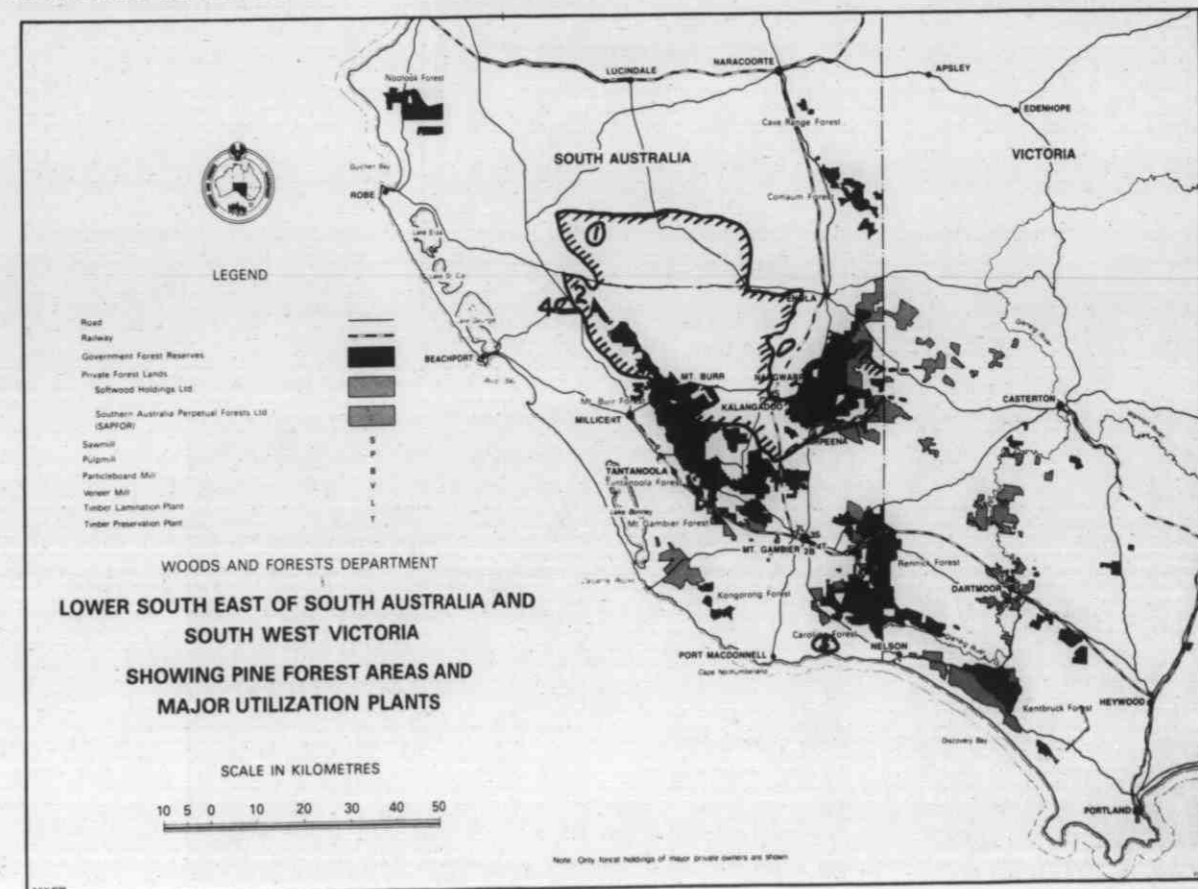 NARACOORTE
APSLEY
LUCINDALE
EDENHOPE
Cave Range Forest
SOUTH AUSTRALIA
VICTORIA
Comaum Forest
ROBE
LEGEND
Road
Railway
Government Forest Reserves
Private Forest Lands
Softwood Holdings Ltd
Southern Australia Perpetual Forests Ltd
(SAPFOR)
Sawmill
Pulpmill
Particleboard Mill
Veneer Mill
Timber Lamination Plant
Timber Preservation Plant
S
P
B
V
L
T
BEACHPORT
MT. BURR
Mt. Burr Forest
MILLICENT
KALANGADOO
CASTERTON
TANTANOOLA
Tantanoola Forest
Lake Bonney
Mt. Gambier Forest
MT. GAMBIER
Rennick Forest
DARTMOOR
Kongorong Forest
Caroline Forest
NELSON
PORT MACDONNELL
Cape Northumberland
Kentbruck Forest
HEYWOOD
Discovery Bay
PORTLAND
WOODS AND FORESTS DEPARTMENT
LOWER SOUTH EAST OF SOUTH AUSTRALIA AND
SOUTH WEST VICTORIA
SHOWING PINE FOREST AREAS AND
MAJOR UTILIZATION PLANTS
SCALE IN KILOMETRES
10 5 0 10 20 30 40 50
Note: Only forest holdings of major private owners are shown